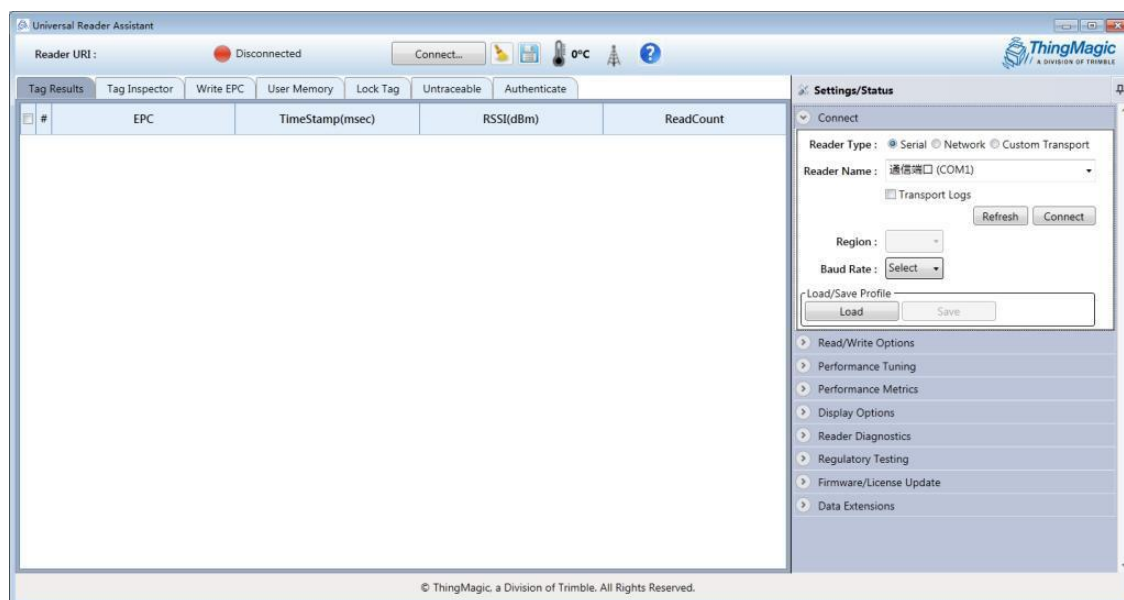 Universal Reader Assistant
Reader URI :
Disconnected
Connect...
0°C
ThingMagic
A DIVISION OF TRIMBLE
Tag Results
Tag Inspector
Write EPC
User Memory
Lock Tag
Untraceable
Authenticate
# EPC TimeStamp(msec) RSSI(dBm) ReadCount
Settings/Status
Connect
Reader Type : Serial Network Custom Transport
Reader Name : 通信端口 (COM1)
Transport Logs
Refresh Connect
Region :
Baud Rate : Select
Load/Save Profile
Load Save
Read/Write Options
Performance Tuning
Performance Metrics
Display Options
Reader Diagnostics
Regulatory Testing
Firmware/License Update
Data Extensions
© ThingMagic, a Division of Trimble. All Rights Reserved.